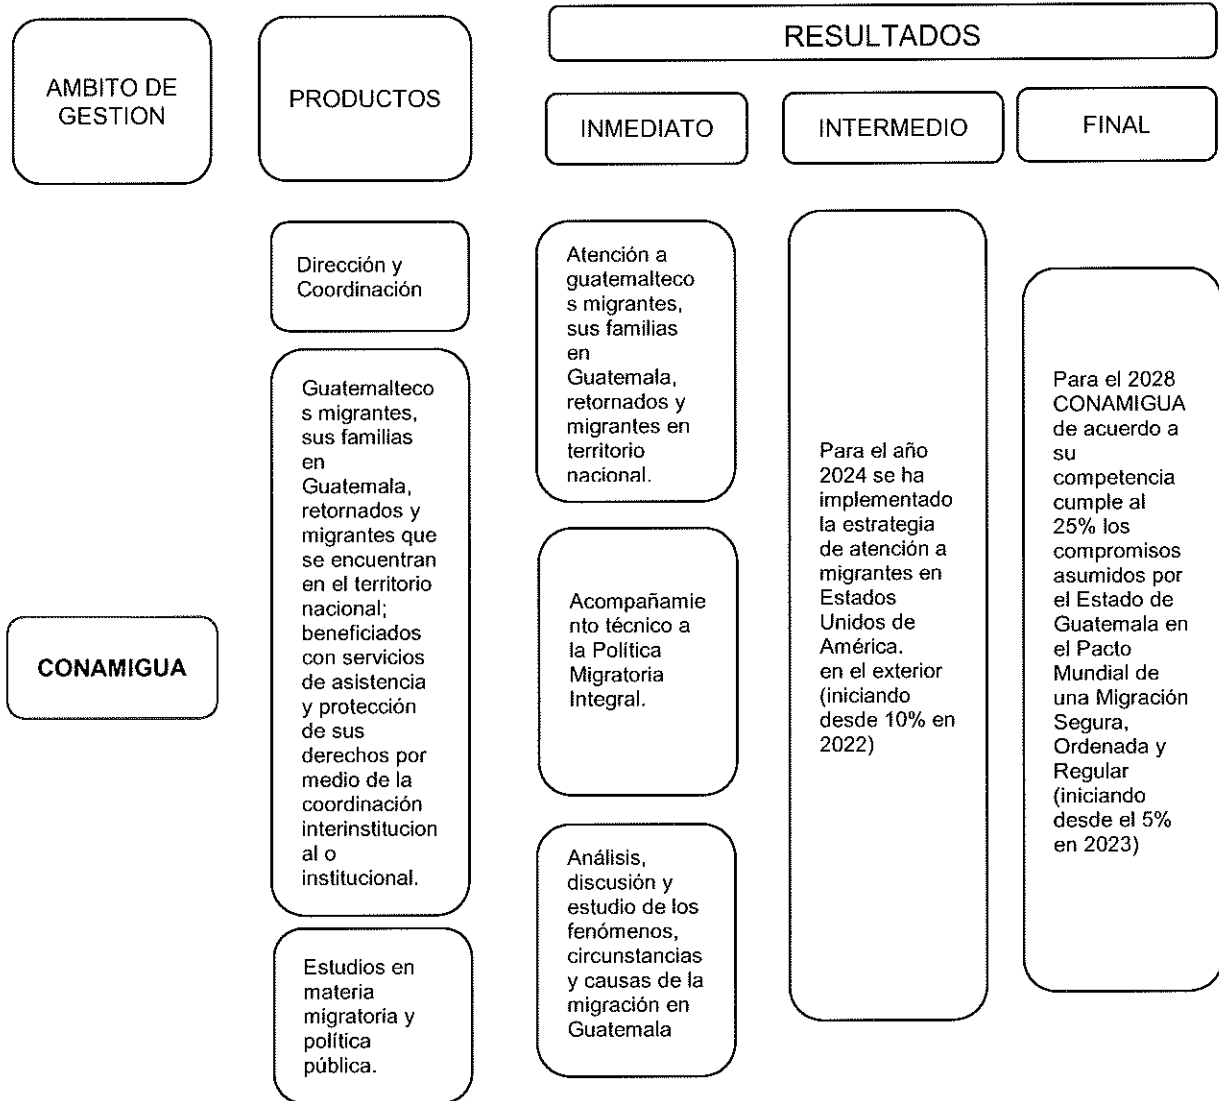 RESULTADOS
AMBITO DE
GESTION
PRODUCTOS
INMEDIATO
INTERMEDIO
FINAL
CONAMIGUA
Dirección y
Coordinación
Guatemalteco
s migrantes,
sus familias
en
Guatemala,
retornados y
migrantes que
se encuentran
en el territorio
nacional;
beneficiados
con servicios
de asistencia
y protección
de sus
derechos por
medio de la
coordinación
interinstitucion
al o
institucional.
Estudios en
materia
migratoria y
política
pública.
Atención a
guatemalteco
s migrantes,
sus familias
en
Guatemala,
retornados y
migrantes en
territorio
nacional.
Acompañamie
nto técnico a
la Política
Migratoria
Integral.
Análisis,
discusión y
estudio de los
fenómenos,
circunstancias
y causas de la
migración en
Guatemala
Para el año
2024 se ha
implementado
la estrategia
de atención a
migrantes en
Estados
Unidos de
América.
en el exterior
(iniciando
desde 10% en
2022)
Para el 2028
CONAMIGUA
de acuerdo a
su
competencia
cumple al
25% los
compromisos
asumidos por
el Estado de
Guatemala en
el Pacto
Mundial de
una Migración
Segura,
Ordenada y
Regular
(iniciando
desde el 5%
en 2023)